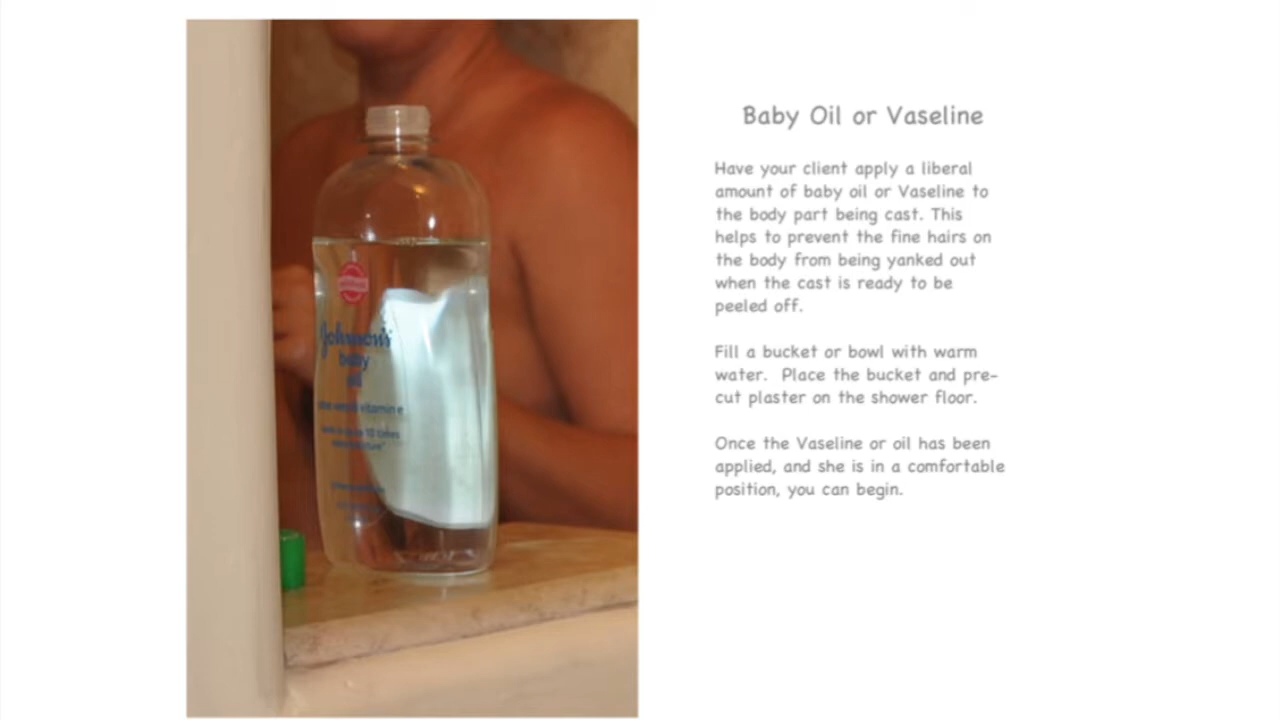 Johnson's
baby
oil
Baby Oil or Vaseline
Have your client apply a liberal
amount of baby oil or Vaseline to
the body part being cast. This
helps to prevent the fine hairs on
the body from being yanked out
when the cast is ready to be
peeled off.
Fill a bucket or bowl with warm
water. Place the bucket and pre-
cut plaster on the shower floor.
Once the Vaseline or oil has been
applied, and she is in a comfortable
position, you can begin.